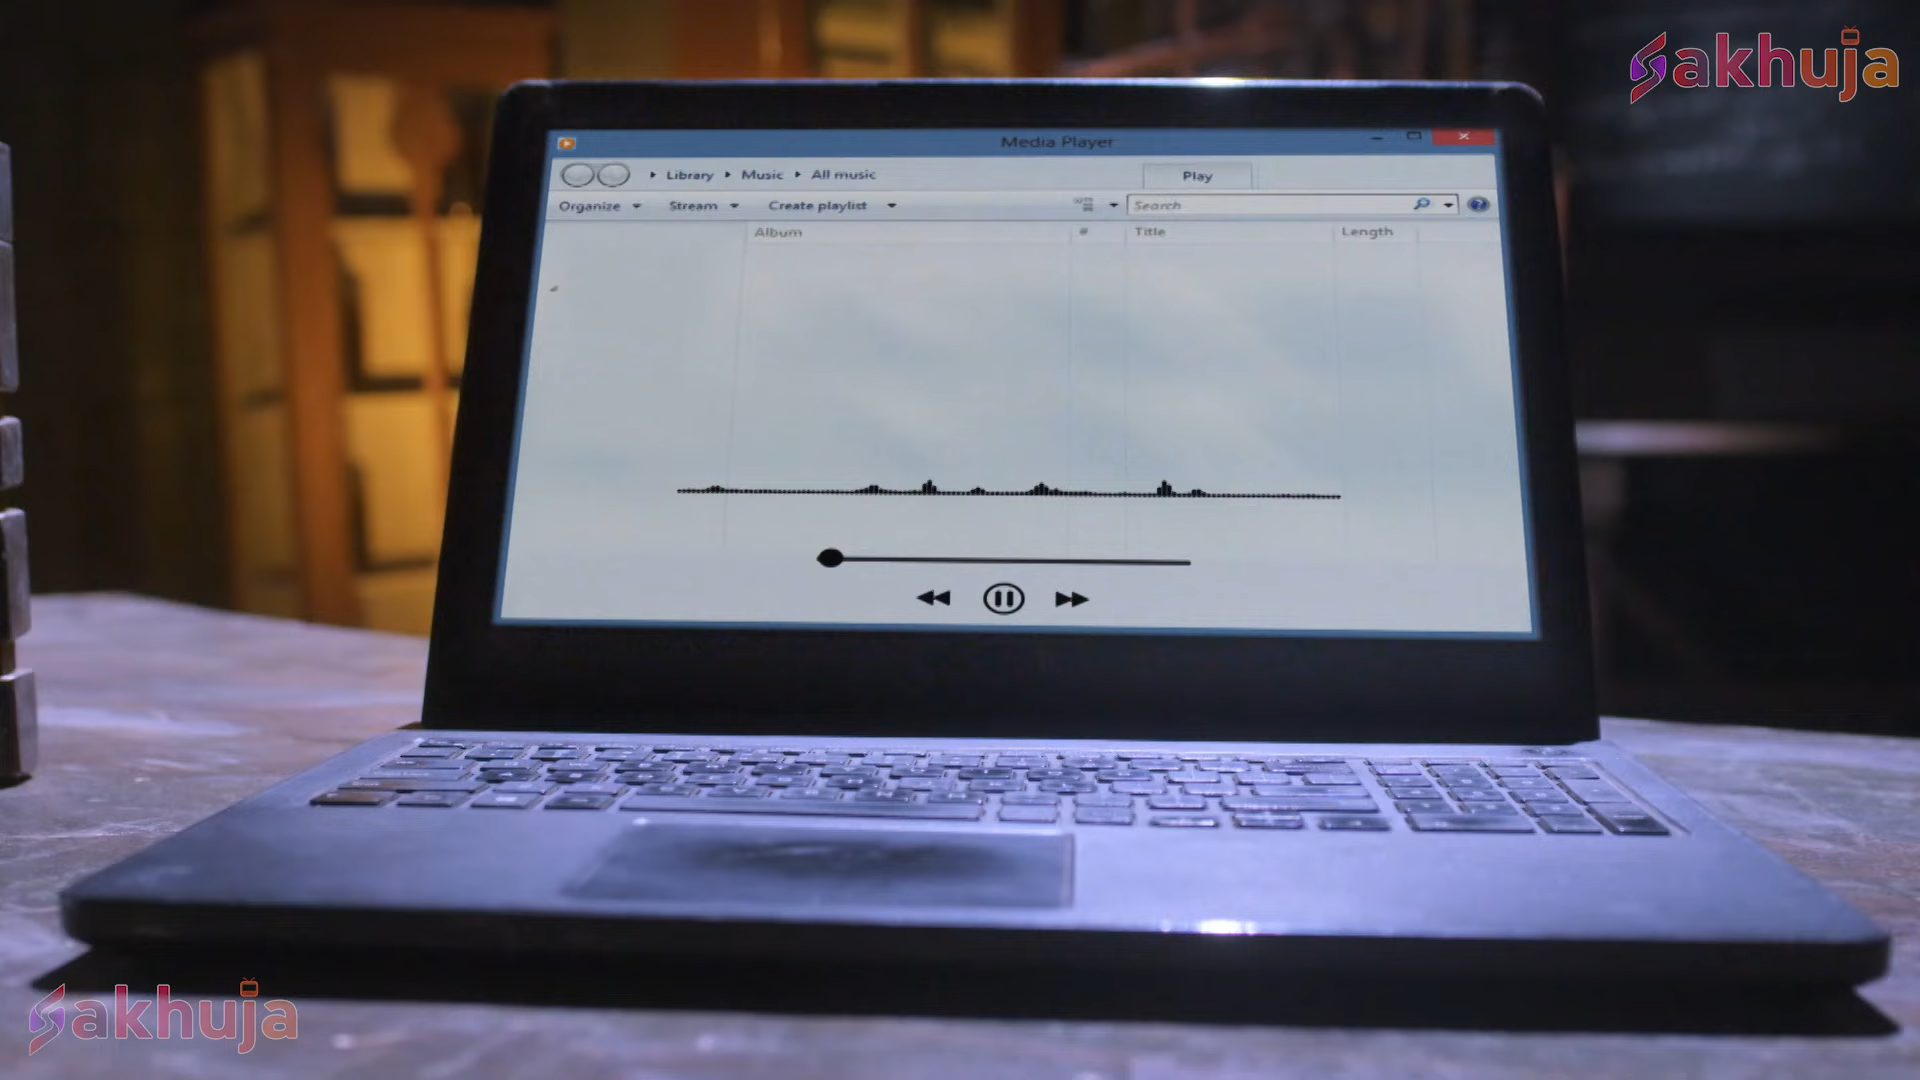 Sakhuja
Media Player
Library Music All music
Play
Organize Stream Create playlist
Search
Album # Title Length
Sakhuja